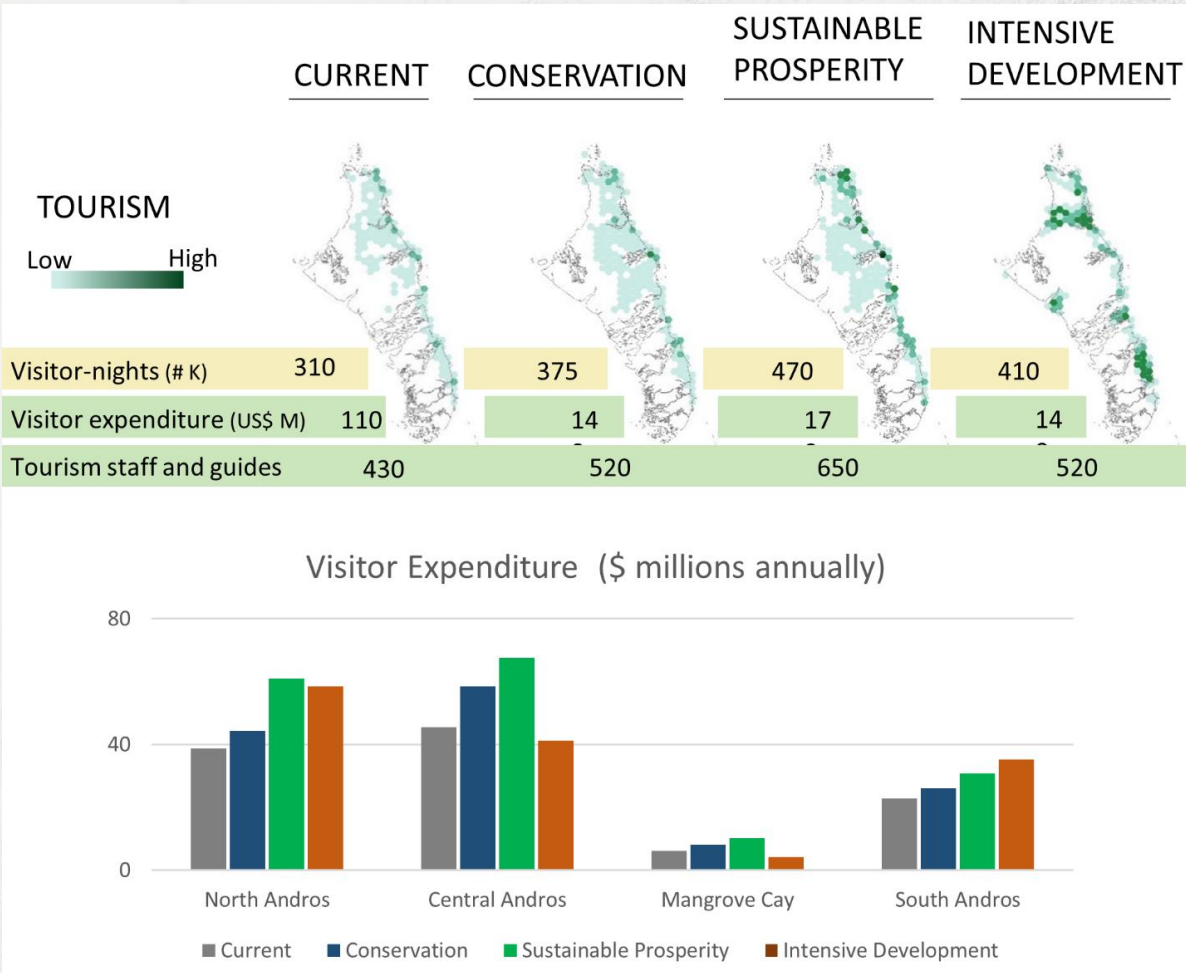 CURRENT
CONSERVATION
SUSTAINABLE
PROSPERITY
INTENSIVE
DEVELOPMENT
TOURISM
Low High
Visitor-nights (# K) 310 375 470 410
Visitor expenditure (US$ M) 110 14 17 14
Tourism staff and guides 430 520 650 520
Visitor Expenditure ($ millions annually)
80
40
0
North Andros Central Andros Mangrove Cay South Andros
Current Conservation Sustainable Prosperity Intensive Development